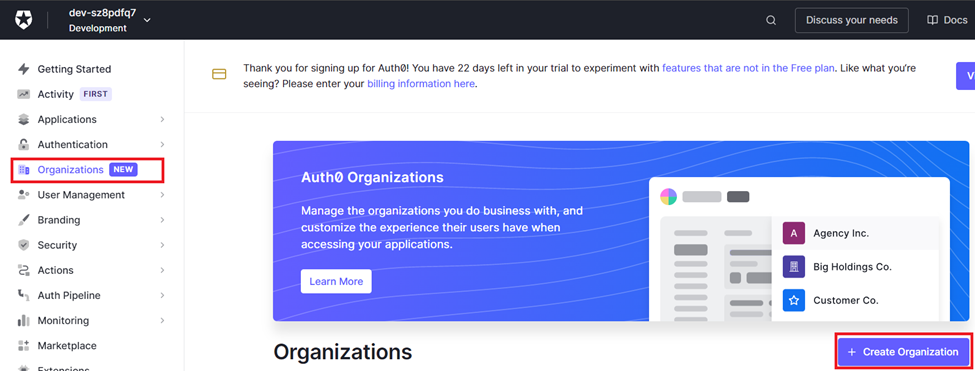 dev-sz8pdfq7
Development
Discuss your needs
Docs
Getting Started
Activity FIRST
Applications
Authentication
Organizations NEW
User Management
Branding
Security
Actions
Auth Pipeline
Monitoring
Marketplace
Extensions
Thank you for signing up for Auth0! You have 22 days left in your trial to experiment with features that are not in the Free plan. Like what you're
seeing? Please enter your billing information here.
Auth0 Organizations
Manage the organizations you do business with, and
customize the experience their users have when
accessing your applications.
Learn More
A Agency Inc.
Big Holdings Co.
Customer Co.
Organizations
+ Create Organization